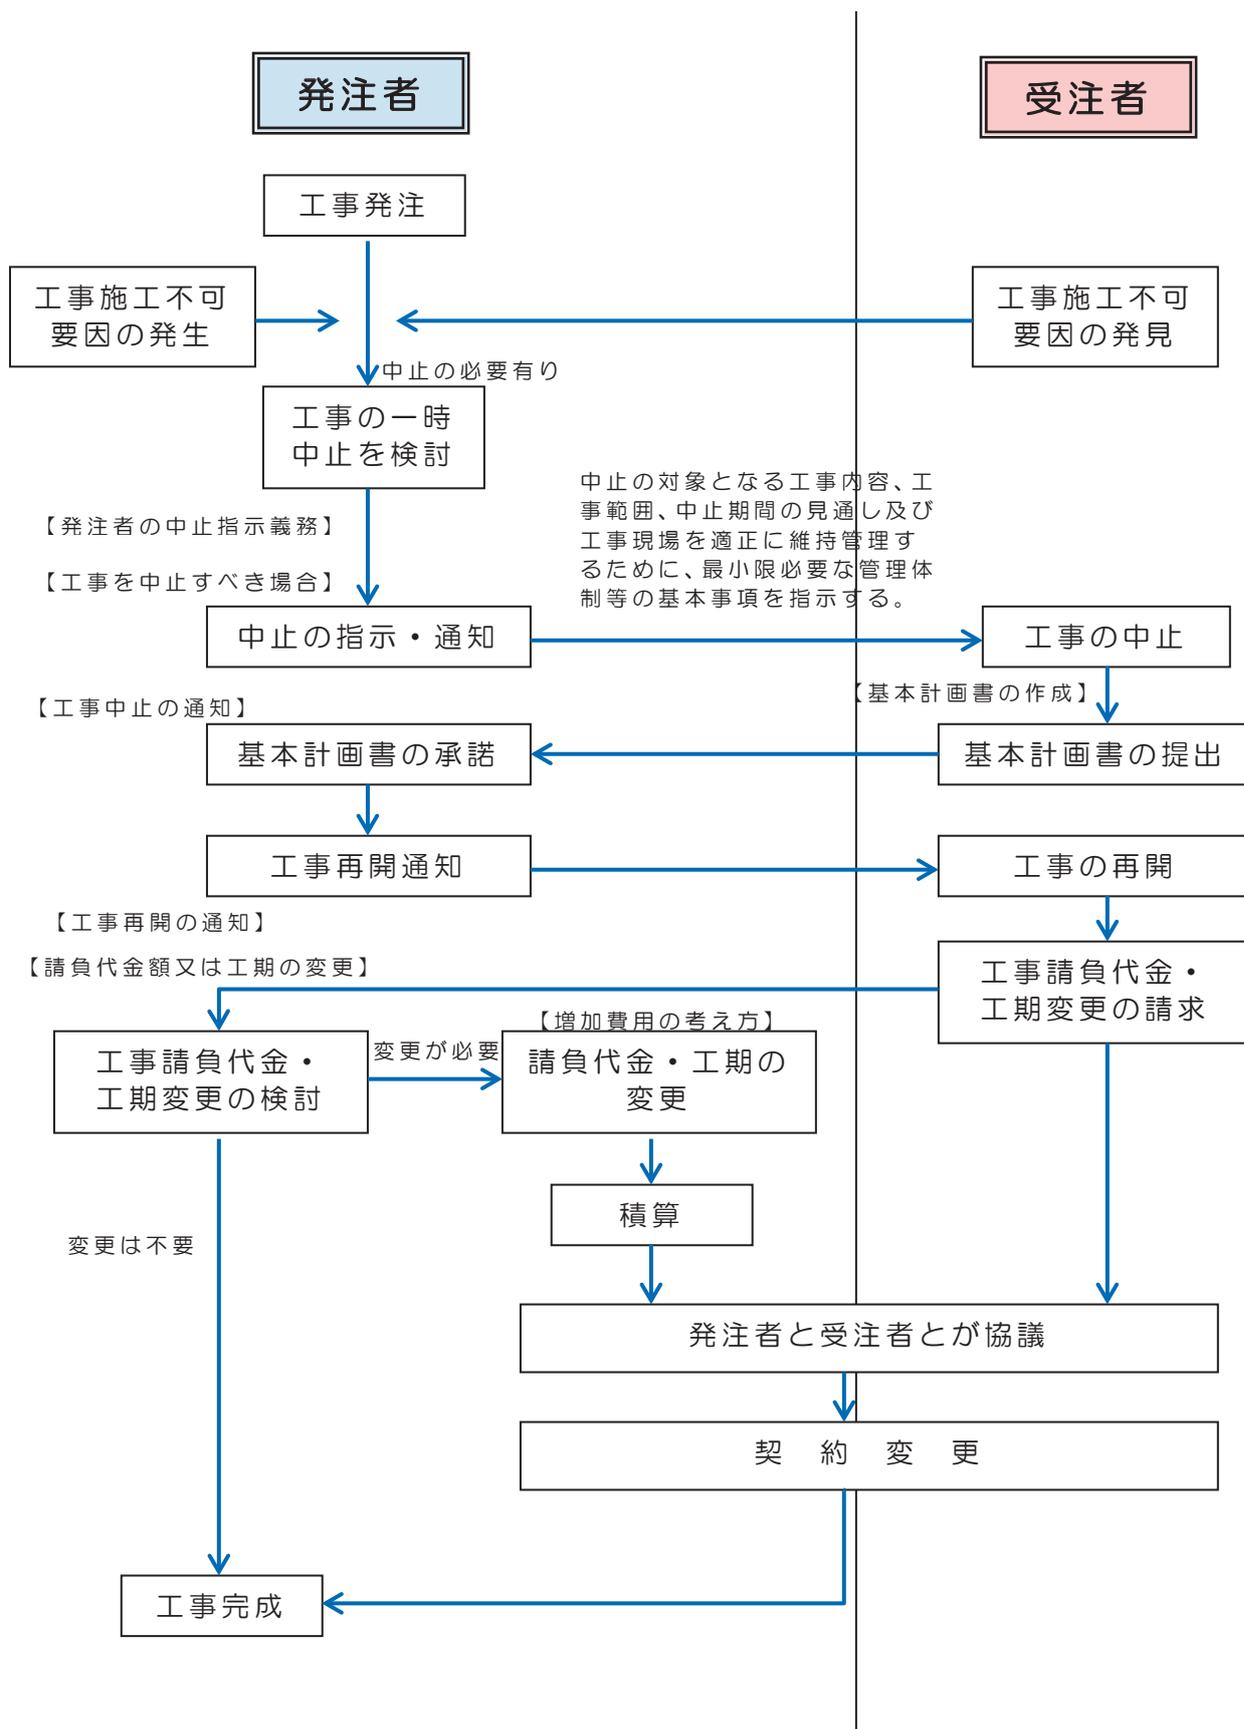 発注者
受注者
工事発注
工事施工不可
要因の発生
工事施工不可
要因の発見
中止の必要有り
工事の一時
中止を検討
中止の対象となる工事内容、工
事範囲、中止期間の見通し及び
工事現場を適正に維持管理す
るために、最小限必要な管理体
制等の基本事項を指示する。
【発注者の中止指示義務】
【工事を中止すべき場合】
中止の指示・通知
工事の中止
【工事中止の通知】
【基本計画書の作成】
基本計画書の承諾
基本計画書の提出
工事再開通知
工事の再開
【工事再開の通知】
【請負代金額又は工期の変更】
工事請負代金・
工期変更の請求
【増加費用の考え方】
工事請負代金・
工期変更の検討
変更が必要
請負代金・工期の
変更
積算
変更は不要
発注者と受注者とが協議
契 約 変 更
工事完成